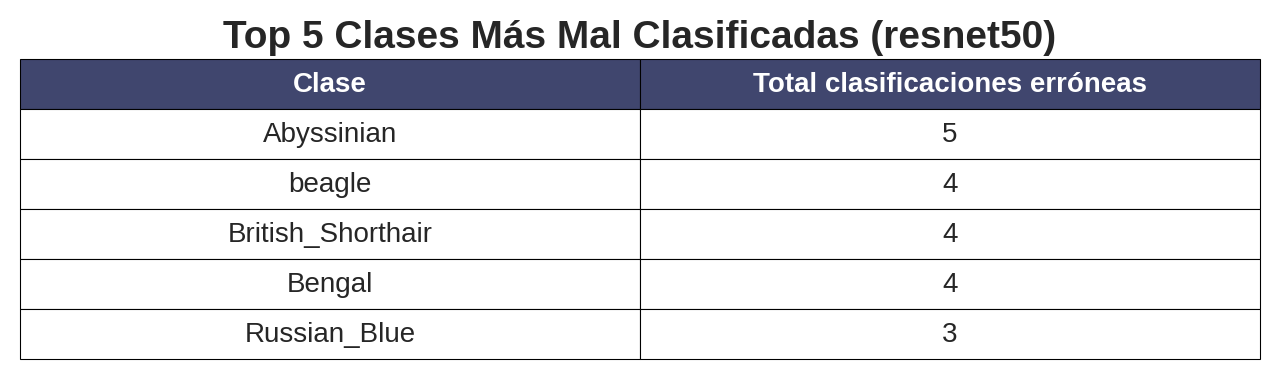 Top 5 Clases Más Mal Clasificadas (resnet50)
Clase Total clasificaciones erróneas
Abyssinian 5
beagle 4
British_Shorthair 4
Bengal 4
Russian_Blue 3